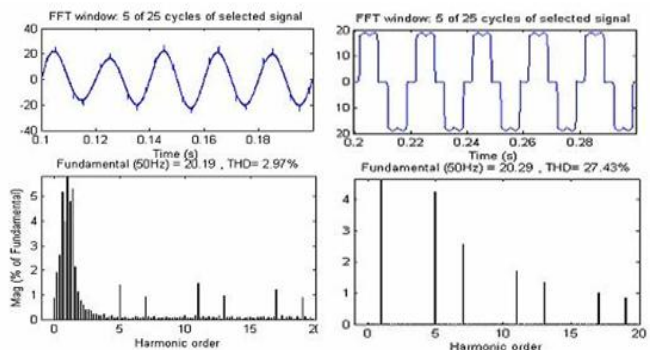 FFT window: 5 of 25 cycles of selected signal
40
20
0
-20
-40
0.1 0.12 0.14 0.16 0.18
Time (s)
Fundamental (50Hz) = 20.19 , THD= 2.97%
Mag (% of Fundamental)
5
4
3
2
1
0
0 5 10 15 20
Harmonic order
FFT window: 5 of 25 cycles of selected signal
20
10
0
10
20
0.2 0.22 0.24 0.26 0.28
Time (s)
Fundamental (50Hz) = 20.29 , THD= 27.43%
4
3
2
1
0
0 5 10 15 20
Harmonic order